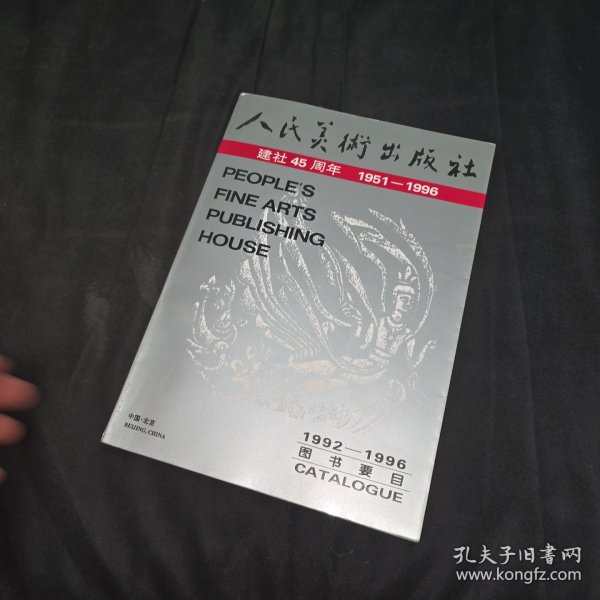 人民美術出版社
建社45周年 1951—1996
PEOPLE'S
FINE ARTS
PUBLISHING
HOUSE
中国·北京
BEIJING, CHINA
1992—1996
图书要目
CATALOGUE
孔夫子旧书网
www.kongfz.com